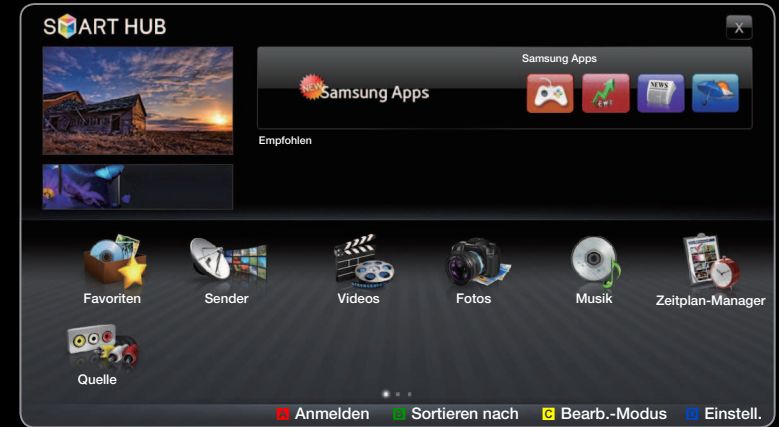 SMART HUB
X
Samsung Apps
NEW Samsung Apps
NEWS
Empfohlen
Favoriten
Sender
Videos
Fotos
Musik
Zeitplan-Manager
Quelle
A Anmelden B Sortieren nach C Bearb.-Modus D Einstell.